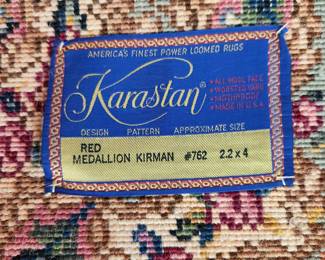 AMERICA'S FINEST POWER LOOMED RUGS
Karastan®
• ALL WOOL FACE
• WORSTED YARN
• MOTHPROOF
• MADE IN U.S.A.
DESIGN PATTERN APPROXIMATE SIZE
RED
MEDALLION KIRMAN #762 2.2 x 4